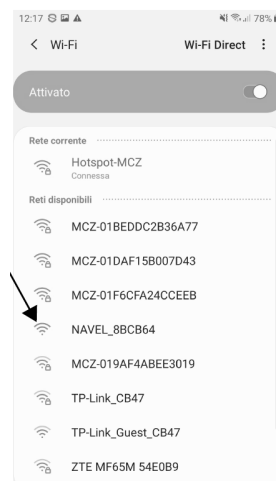 12:17 78%
Wi-Fi Wi-Fi Direct
Attivato
Rete corrente
Hotspot-MCZ
Connessa
Reti disponibili
MCZ-01BEDDC2B36A77
MCZ-01DAF15B007D43
MCZ-01F6CFA24CCEEB
NAVEL_8BCB64
MCZ-019AF4ABEE3019
TP-Link_CB47
TP-Link_Guest_CB47
ZTE MF65M 54E0B9